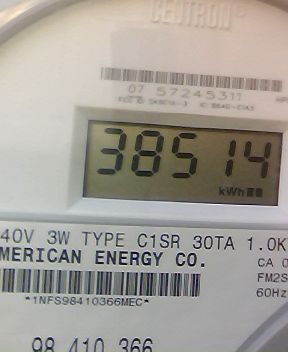 CENTRON®
07 57245311
38514
kWh
40V 3W TYPE C1SR 30TA 1.0K
MERICAN ENERGY CO.
CA 0
FM2S
60Hz
*1NFS98410366MEC*
98 410 366